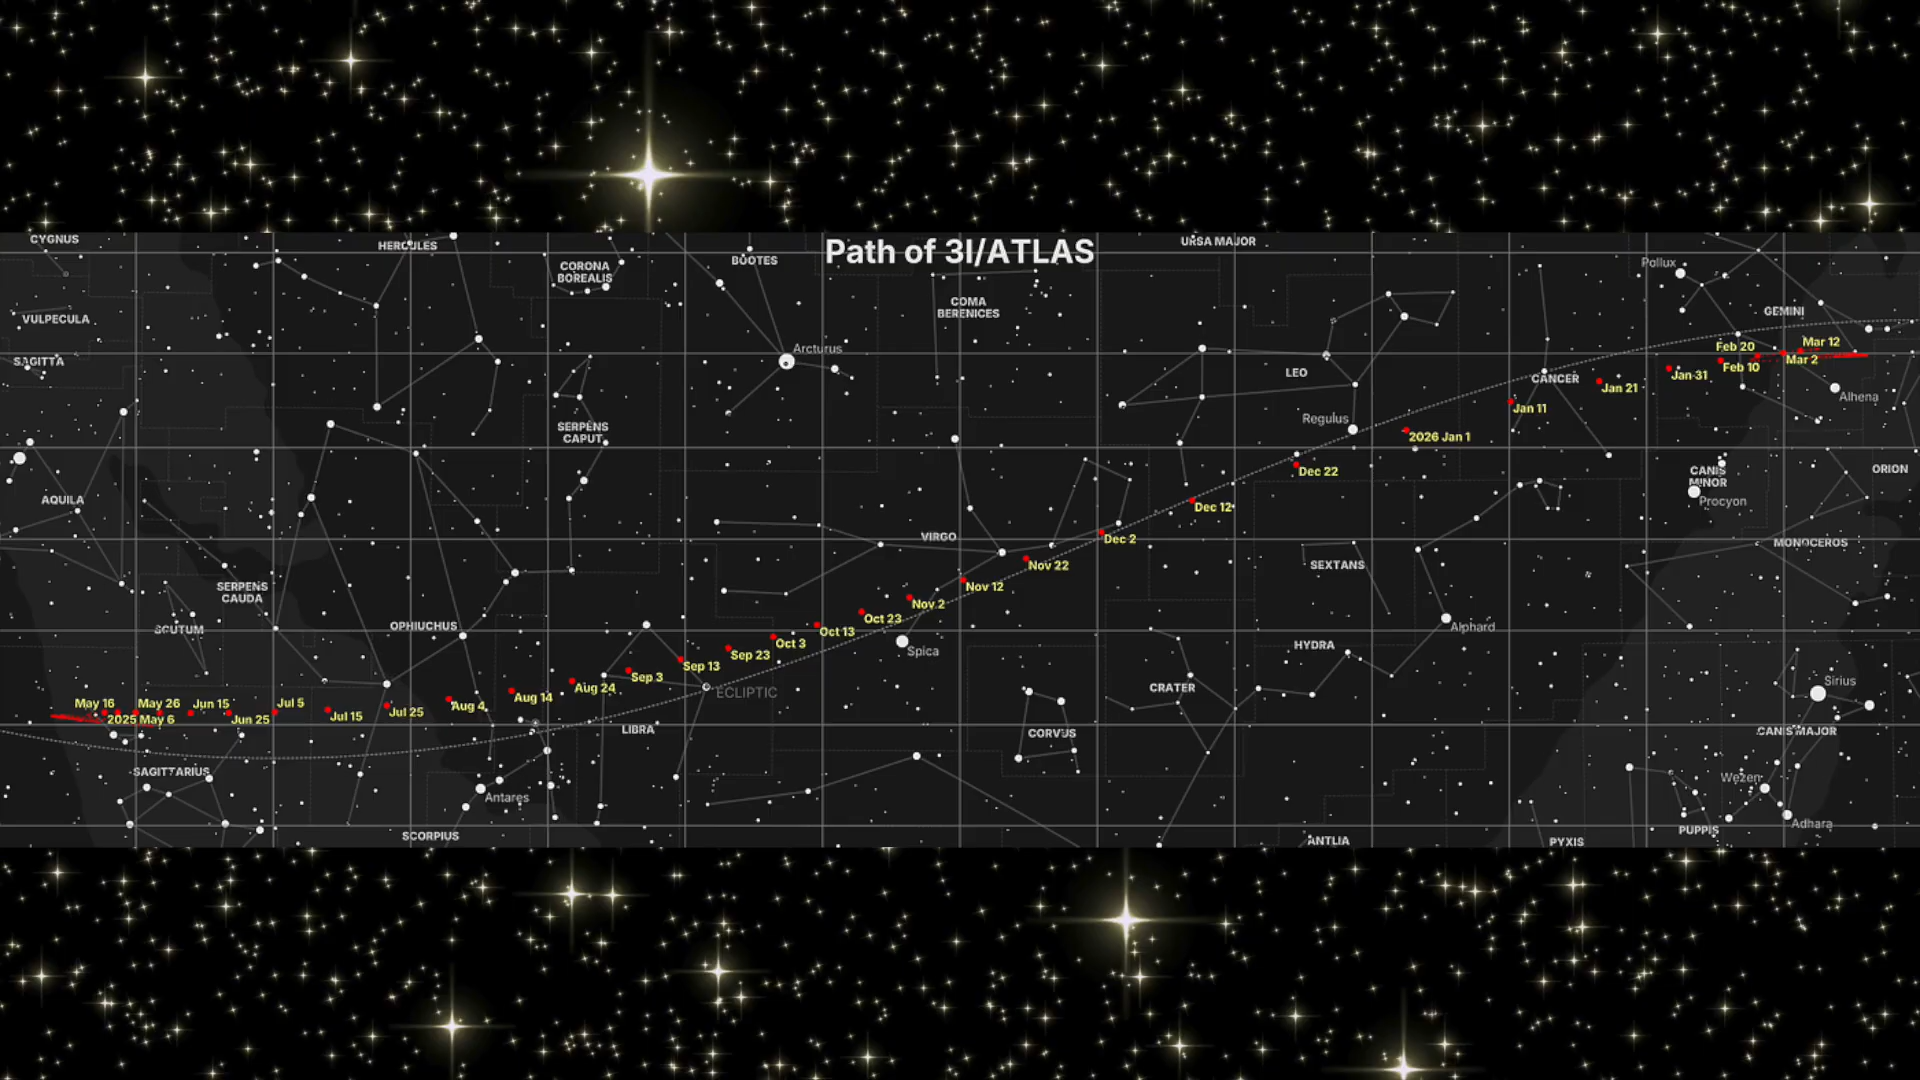 Path of 3I/ATLAS
CYGNUS
HERCULES
BOÖTES
URSA MAJOR
CORONA
BOREALIS
COMA
BERENICES
Pollux
GEMINI
VULPECULA
SAGITTA
Arcturus
LEO
CANCER
Feb 20
Mar 12
Mar 2
Feb 10
Jan 31
Jan 21
Alhena
Jan 11
Regulus
2026 Jan 1
SERPENS
CAPUT
Dec 22
CANIS
MINOR
Procyon
ORION
AQUILA
Dec 12
VIRGO
Dec 2
MONOCEROS
Nov 22
SEXTANS
SERPENS
CAUDA
Nov 12
Nov 2
Oct 23
Oct 13
SCUTUM
OPHIUCHUS
Oct 3
Spica
Alphard
HYDRA
Sep 23
Sep 13
Sep 3
Aug 24
ECLIPTIC
CRATER
Sirius
Aug 14
Aug 4
May 16
May 26
Jun 15
Jul 5
2025 May 6
Jun 25
Jul 15
Jul 25
LIBRA
CORVUS
CANIS MAJOR
SAGITTARIUS
Wezen
Antares
SCORPIUS
ANTLIA
PYXIS
PUPPIS
Adhara